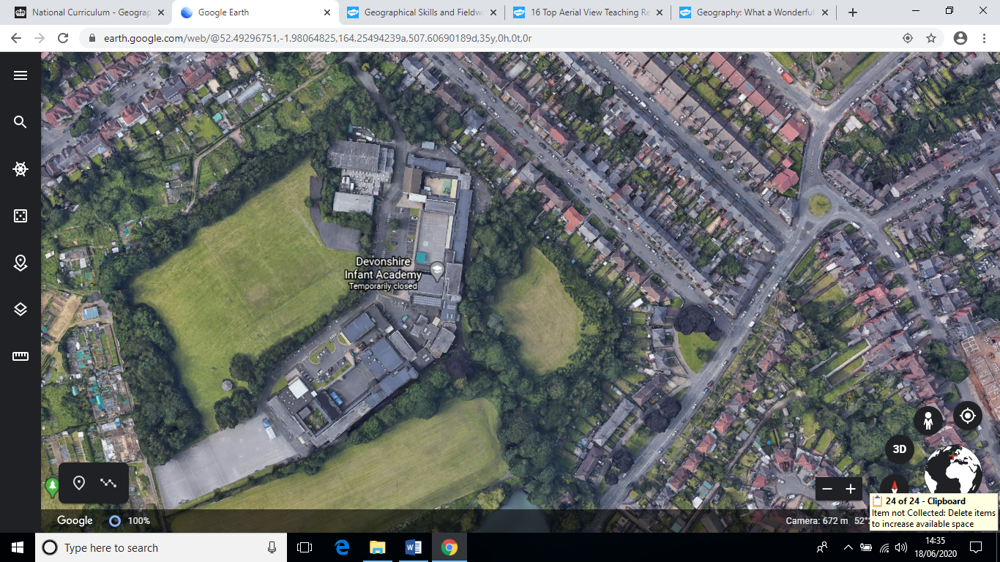 National Curriculum - Geograp
Google Earth
Geographical Skills and Fieldw
16 Top Aerial View Teaching Re
Geography: What a Wonderful
earth.google.com/web/@52.49296751,-1.98064825,164.25494239a,507.60690189d,35y,0h,0t,0r
Devonshire
Infant Academy
Temporarily closed
3D
24 of 24 - Clipboard
Item not Collected: Delete items
to increase available space
Google
100%
Camera: 672 m 52°
Type here to search
14:35
18/06/2020